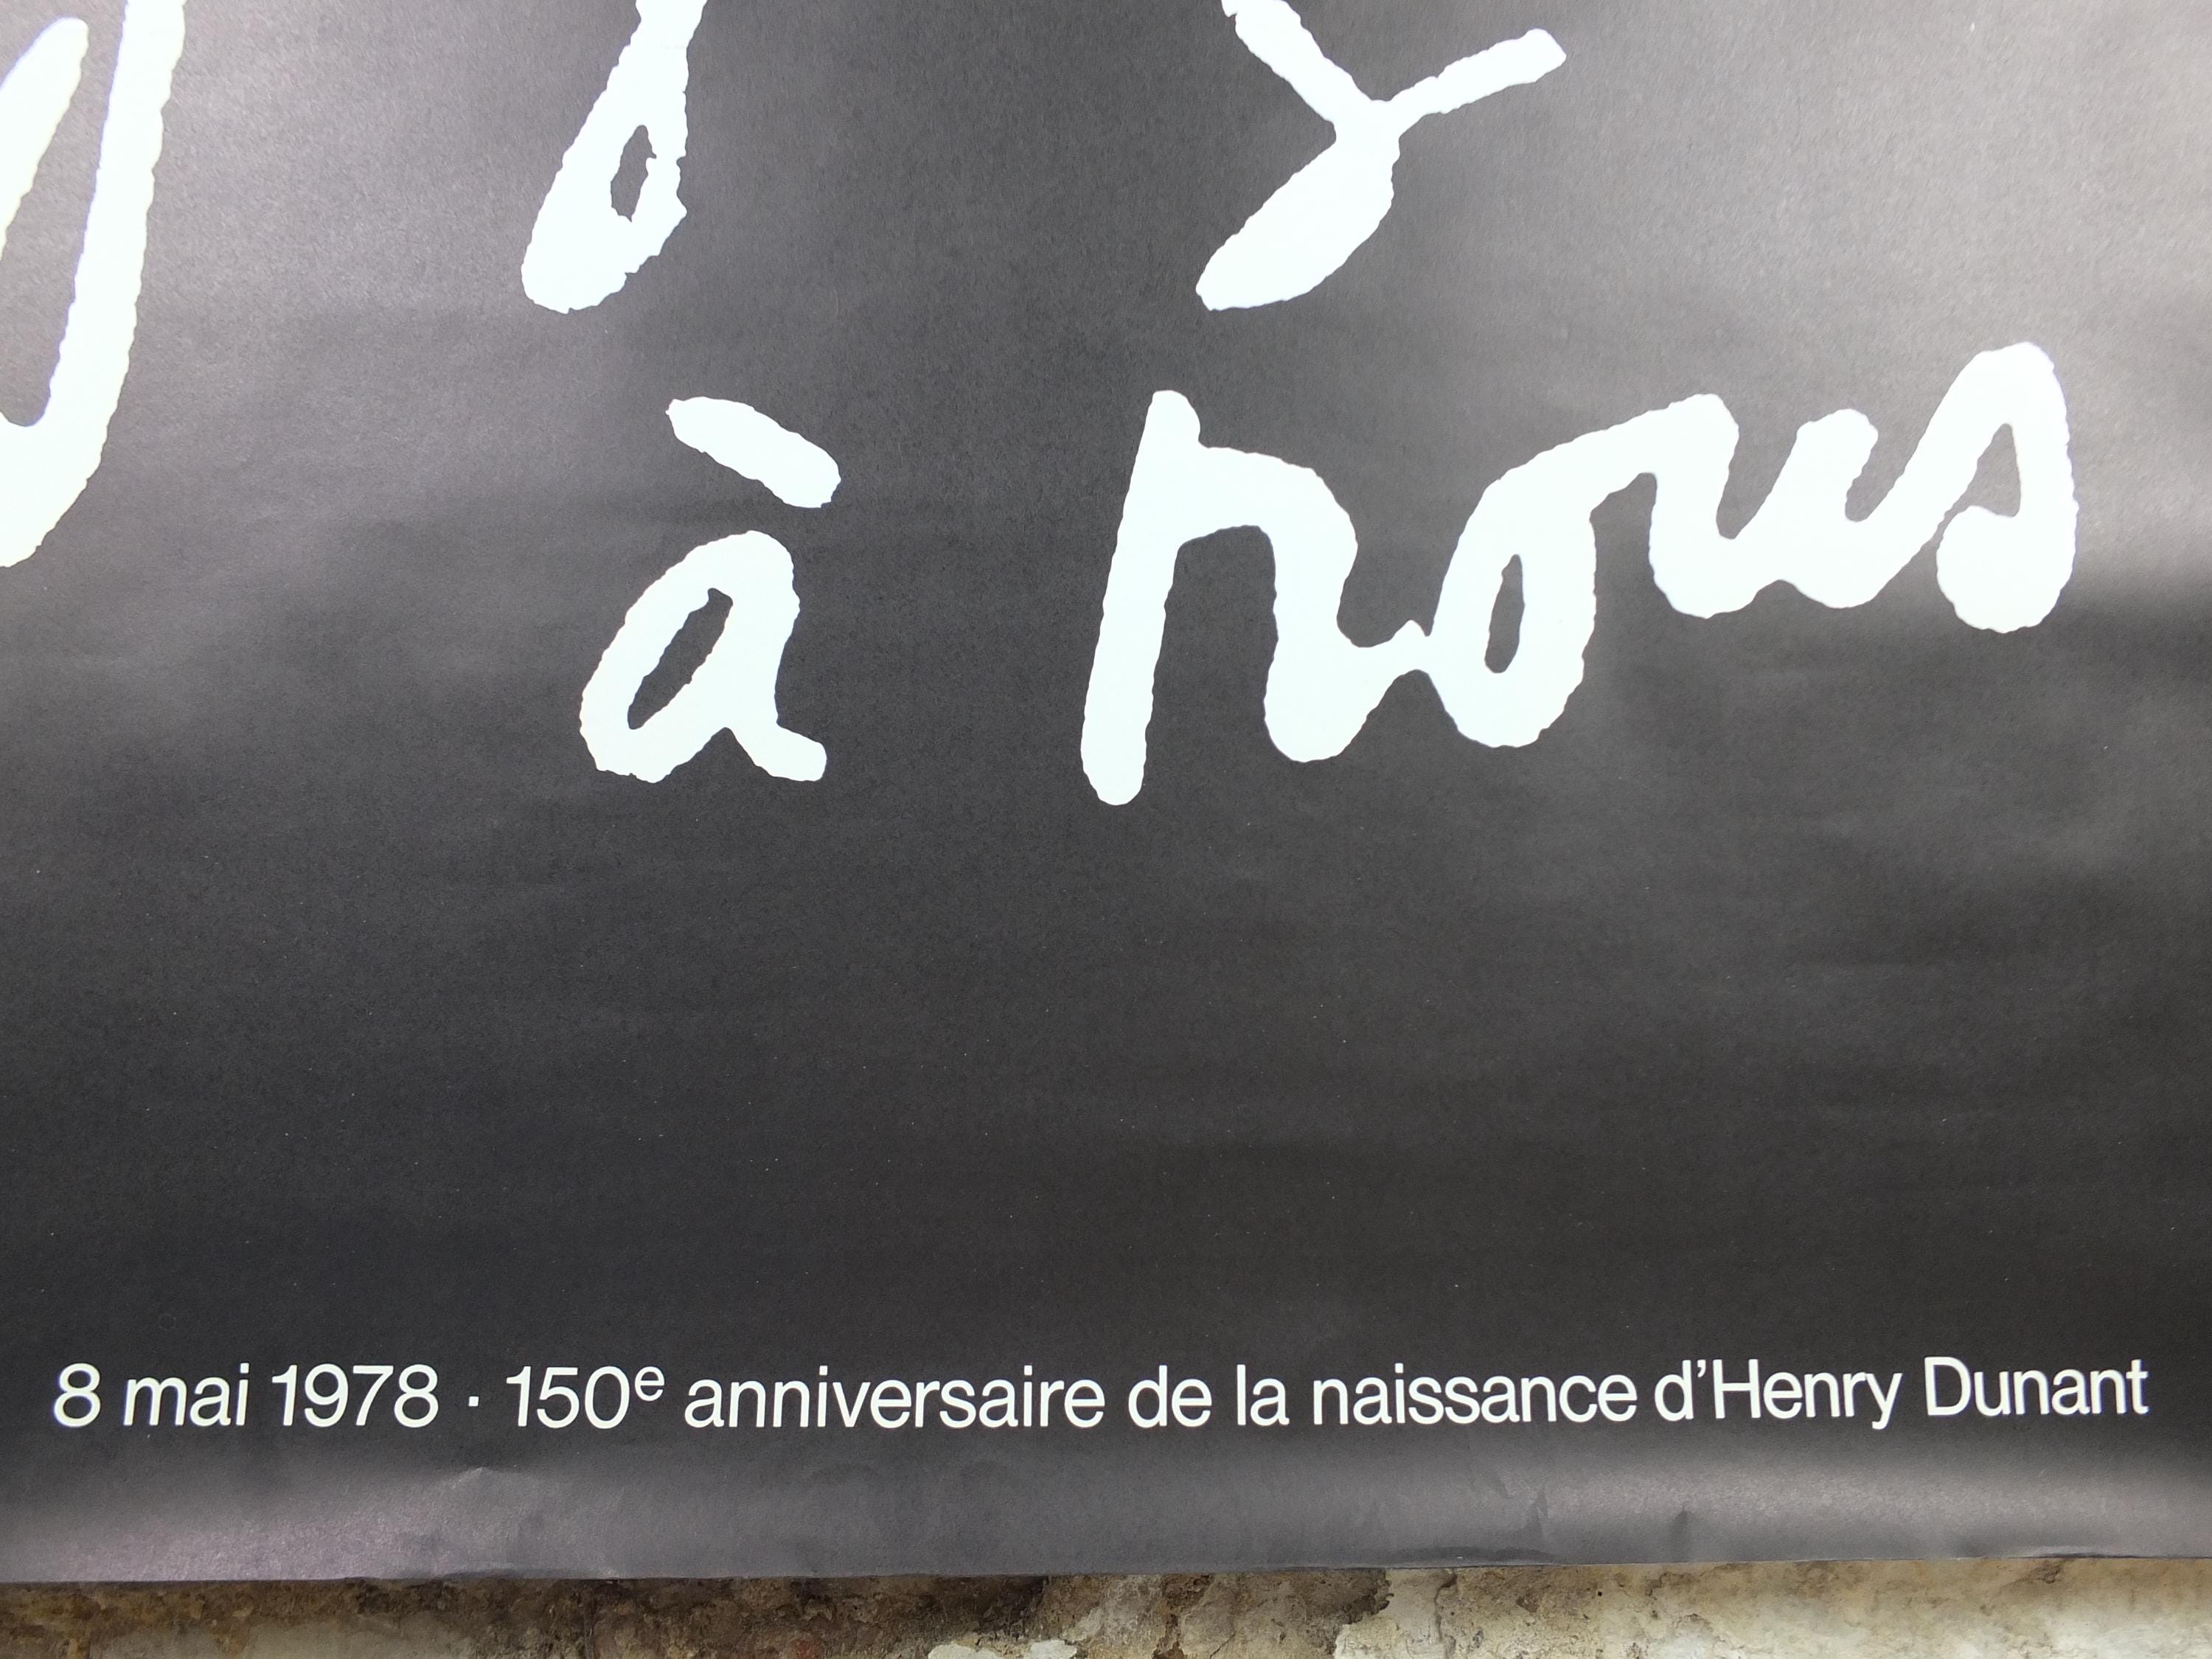 à nous
8 mai 1978 · 150e anniversaire de la naissance d'Henry Dunant